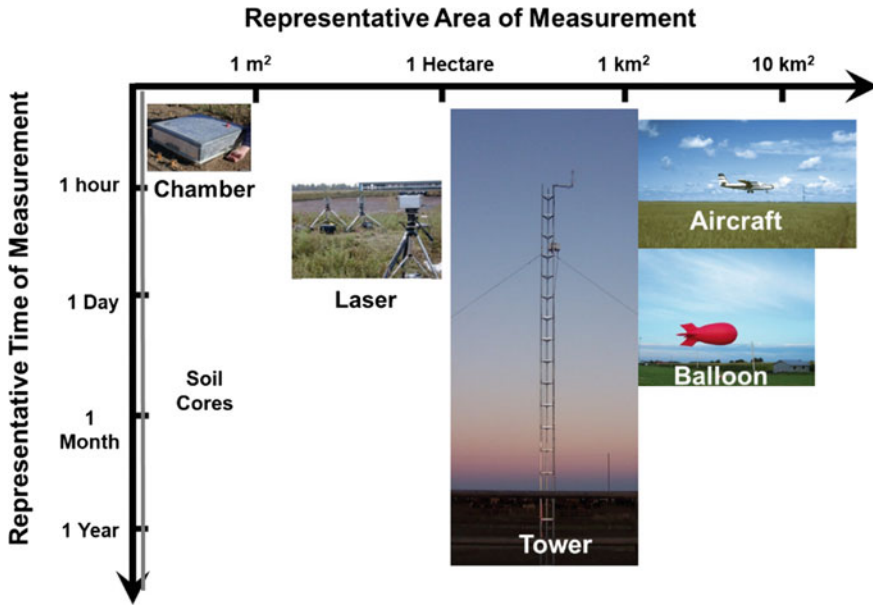 Representative Area of Measurement
1 m²
1 Hectare
1 km²
10 km²
Representative Time of Measurement
1 hour
1 Day
1
Month
1 Year
Chamber
Laser
Soil
Cores
Tower
Aircraft
Balloon